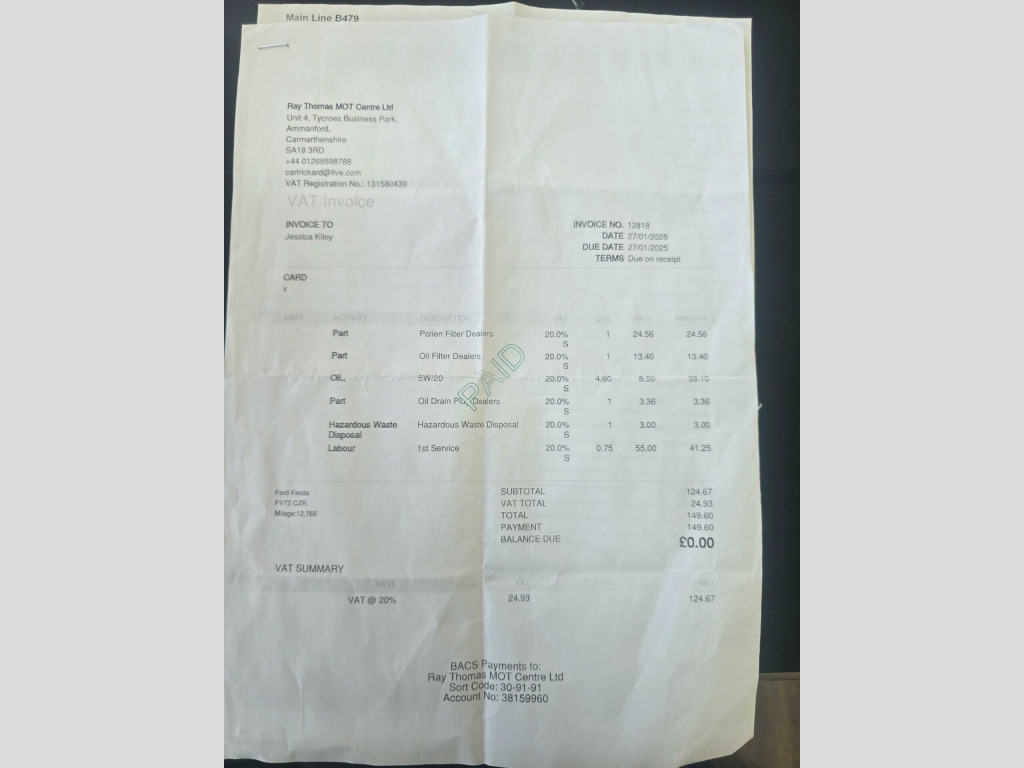 Main Line B479
Ray Thomas MOT Centre Ltd
Unit 4, Tycroes Business Park,
Ammanford,
Carmarthenshire
SA18 3RD
+44 01269598788
carlrickard@live.com
VAT Registration No.: 131580439
VAT Invoice
INVOICE TO
Jessica Kiley
INVOICE NO. 12818
DATE 27/01/2025
DUE DATE 27/01/2025
TERMS Due on receipt
CARD
x
DATE ACTIVITY DESCRIPTION VAT QTY RATE AMOUNT
Part Pollen Filter Dealers 20.0% S 1 24.56 24.56
Part Oil Filter Dealers 20.0% S 1 13.40 13.40
Oil., 5W/20 20.0% S 4.60 8.50 39.10
Part Oil Drain Plug Dealers 20.0% S 1 3.36 3.36
Hazardous Waste Disposal Hazardous Waste Disposal 20.0% S 1 3.00 3.00
Labour 1st Service 20.0% S 0.75 55.00 41.25
PAID
Ford Fiesta
FV72 CZR
Milage:12,765
SUBTOTAL 124.67
VAT TOTAL 24.93
TOTAL 149.60
PAYMENT 149.60
BALANCE DUE £0.00
VAT SUMMARY
RATE VAT NET
VAT @ 20% 24.93 124.67
BACS Payments to:
Ray Thomas MOT Centre Ltd
Sort Code: 30-91-91
Account No: 38159960